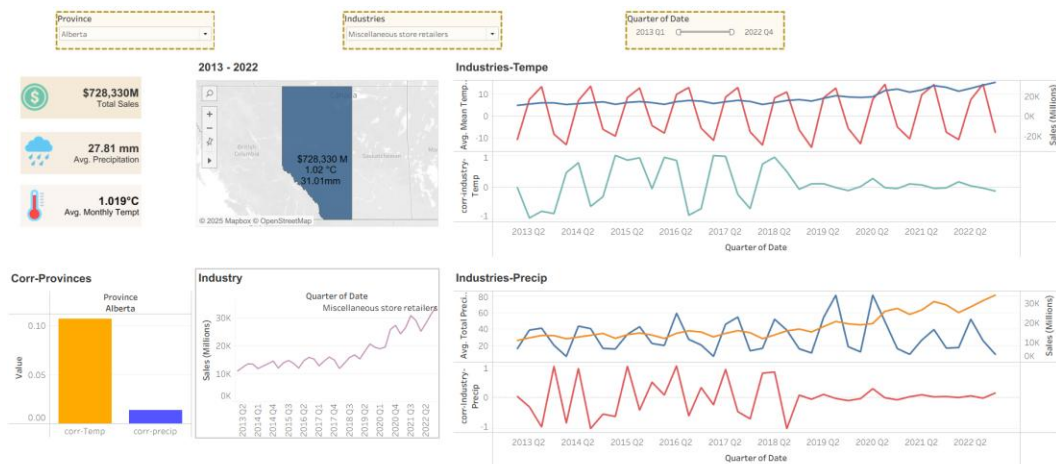 Province
Alberta
Industries
Miscellaneous store retailers
Quarter of Date
2013 Q1
2022 Q4
$728,330M
Total Sales
27.81 mm
Avg. Precipitation
1.019°C
Avg. Monthly Tempt
2013 - 2022
Canada
British
Columbia
Saskatchewan
$728,330 M
1.02 °C
31.01mm
© 2025 Mapbox © OpenStreetMap
Industries-Tempe
Avg. Mean Temp..
10
0
-10
20K
0K
-20K
Sales (Millions)
corr-industry-
Temp
1
0
-1
2013 Q2
2014 Q2
2015 Q2
2016 Q2
2017 Q2
2018 Q2
2019 Q2
2020 Q2
2021 Q2
2022 Q2
Quarter of Date
Corr-Provinces
Province
Alberta
Value
0.10
0.05
0.00
corr-Temp
corr-precip
Industry
Quarter of Date
Miscellaneous store retailers
Sales (Millions)
30K
20K
10K
0K
2013 Q2
2014 Q1
2014 Q4
2015 Q3
2016 Q2
2017 Q1
2017 Q4
2018 Q3
2019 Q2
2020 Q1
2020 Q4
2021 Q3
2022 Q2
Industries-Precip
Avg. Total Preci..
80
60
40
20
30K
20K
10K
0K
Sales (Millions)
corr-Industry-
Precip
1
0
-1
2013 Q2
2014 Q2
2015 Q2
2016 Q2
2017 Q2
2018 Q2
2019 Q2
2020 Q2
2021 Q2
2022 Q2
Quarter of Date